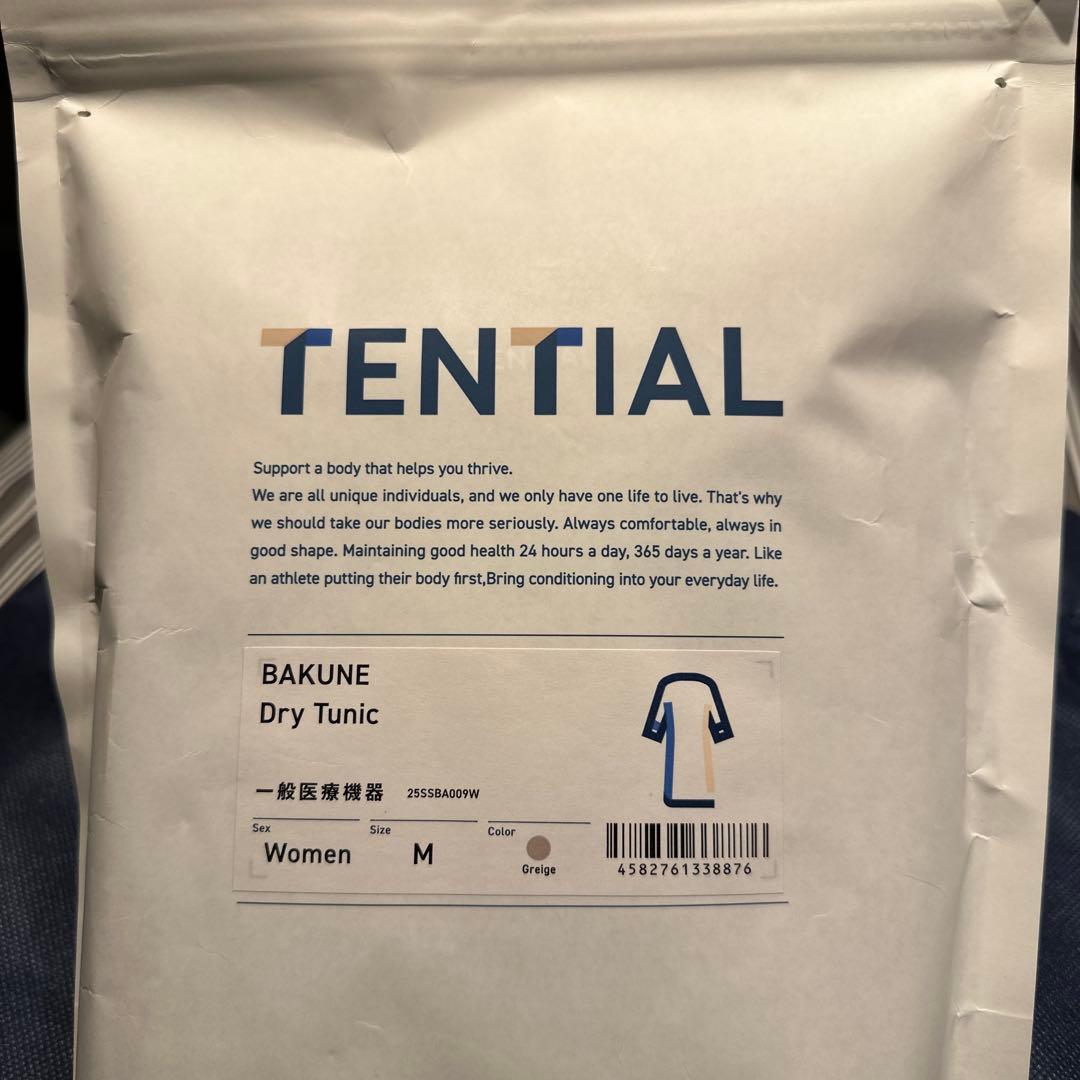 TENTIAL
Support a body that helps you thrive.
We are all unique individuals, and we only have one life to live. That's why
we should take our bodies more seriously. Always comfortable, always in
good shape. Maintaining good health 24 hours a day, 365 days a year. Like
an athlete putting their body first,Bring conditioning into your everyday life.
BAKUNE
Dry Tunic
一般医療機器 25SSBA009W
Sex Size Color
Women M Greige
4582761338876